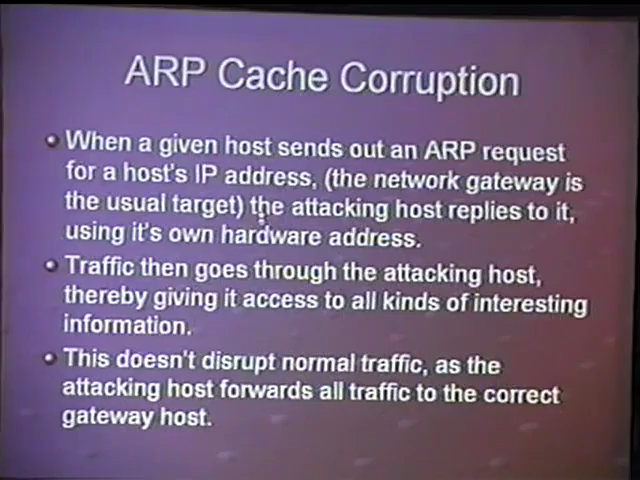 ARP Cache Corruption
When a given host sends out an ARP request
for a host's IP address, (the network gateway is
the usual target) the attacking host replies to it,
using it's own hardware address.
Traffic then goes through the attacking host,
thereby giving it access to all kinds of interesting
information.
This doesn't disrupt normal traffic, as the
attacking host forwards all traffic to the correct
gateway host.